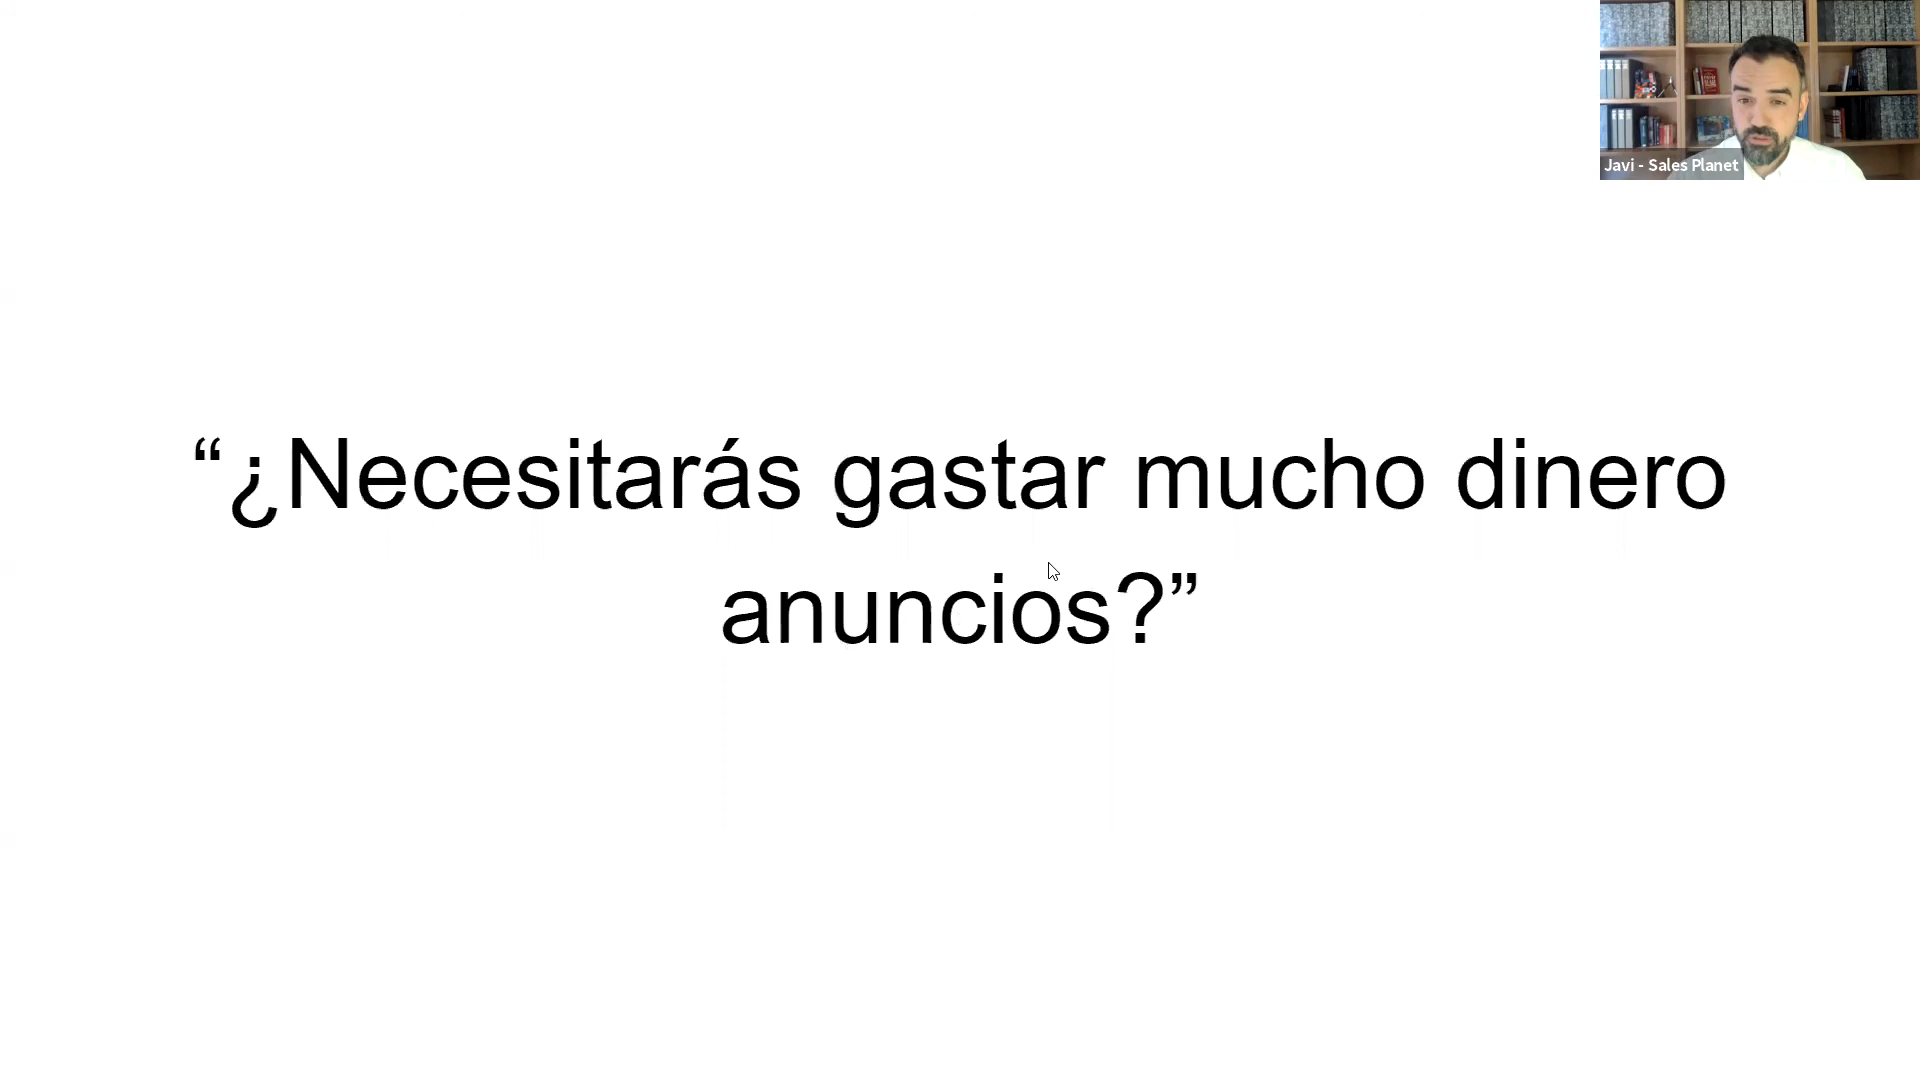 Javi - Sales Planet
“¿Necesitarás gastar mucho dinero
anuncios?”